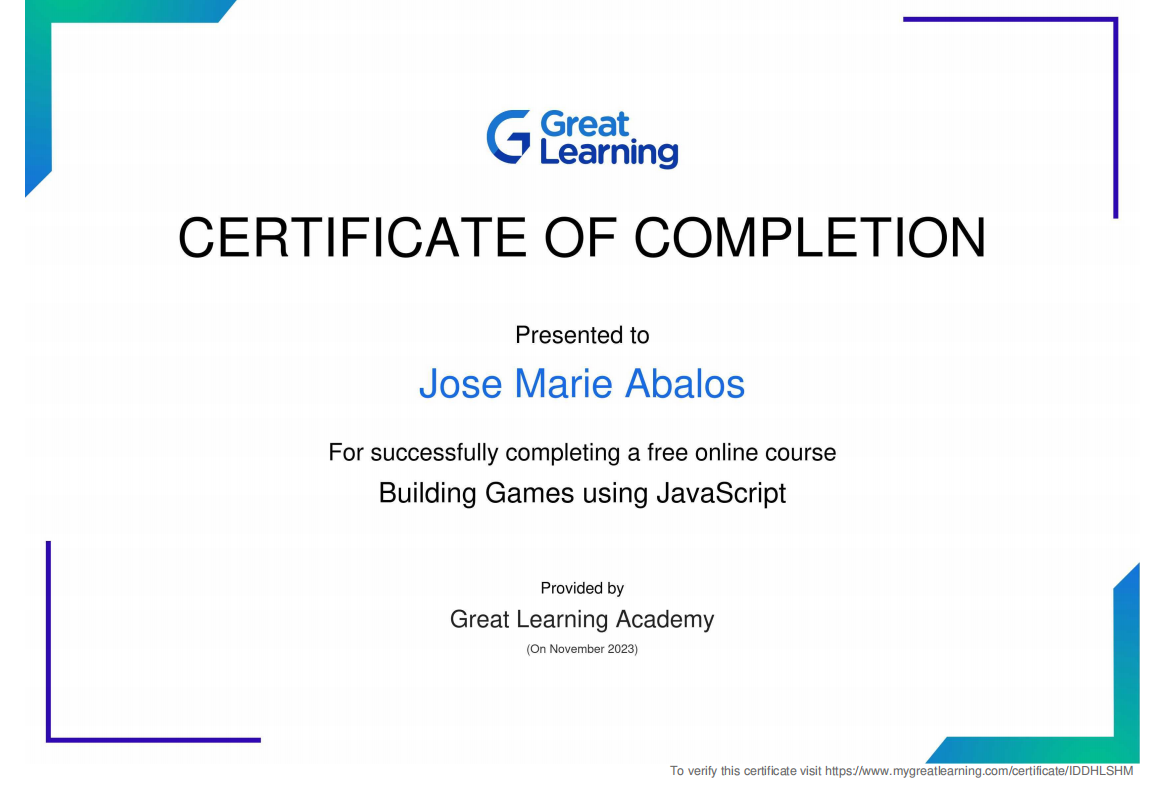 Great
Learning
CERTIFICATE OF COMPLETION
Presented to
Jose Marie Abalos
For successfully completing a free online course
Building Games using JavaScript
Provided by
Great Learning Academy
(On November 2023)
To verify this certificate visit https://www.mygreatlearning.com/certificate/IDDHLSHM